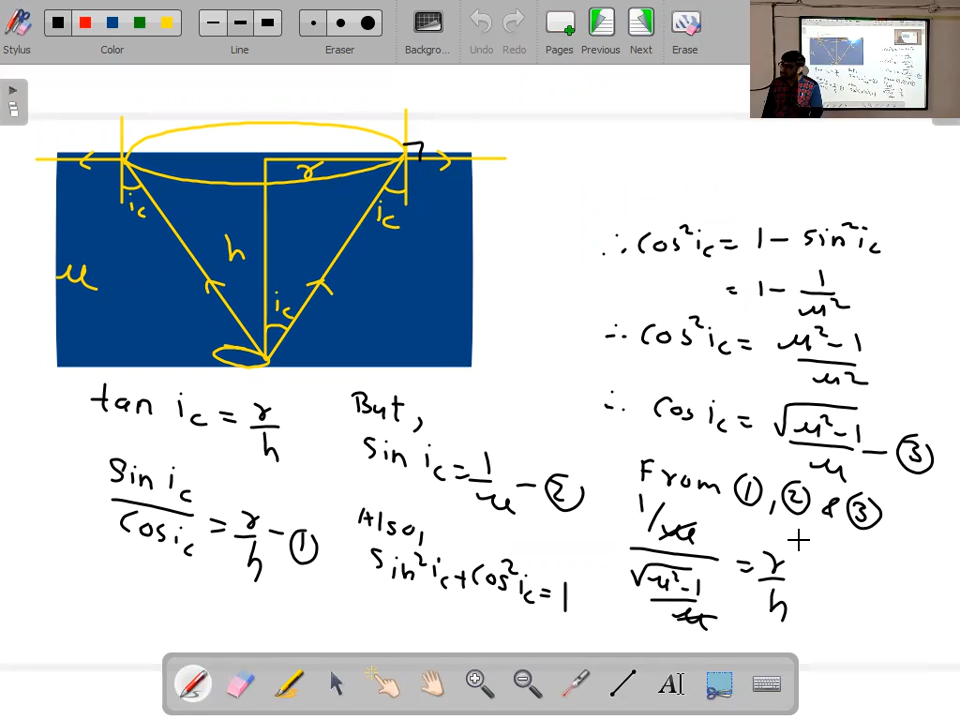 Stylus
Color
Line
Eraser
Backgro...
Undo
Redo
Pages
Previous
Next
Erase
r
ic
ic
h
μ
ic
tan ic = r/h
sin ic / cos ic = r/h - ①
But,
sin ic = 1/μ - ②
Also,
sin²ic + cos²ic = 1
∴ cos²ic = 1 - sin²ic
= 1 - 1/μ²
∴ cos²ic = μ²-1 / μ²
∴ cos ic = √μ²-1 / μ - ③
From ①, ② & ③
1/μ / √μ²-1 / μ = r/h
A